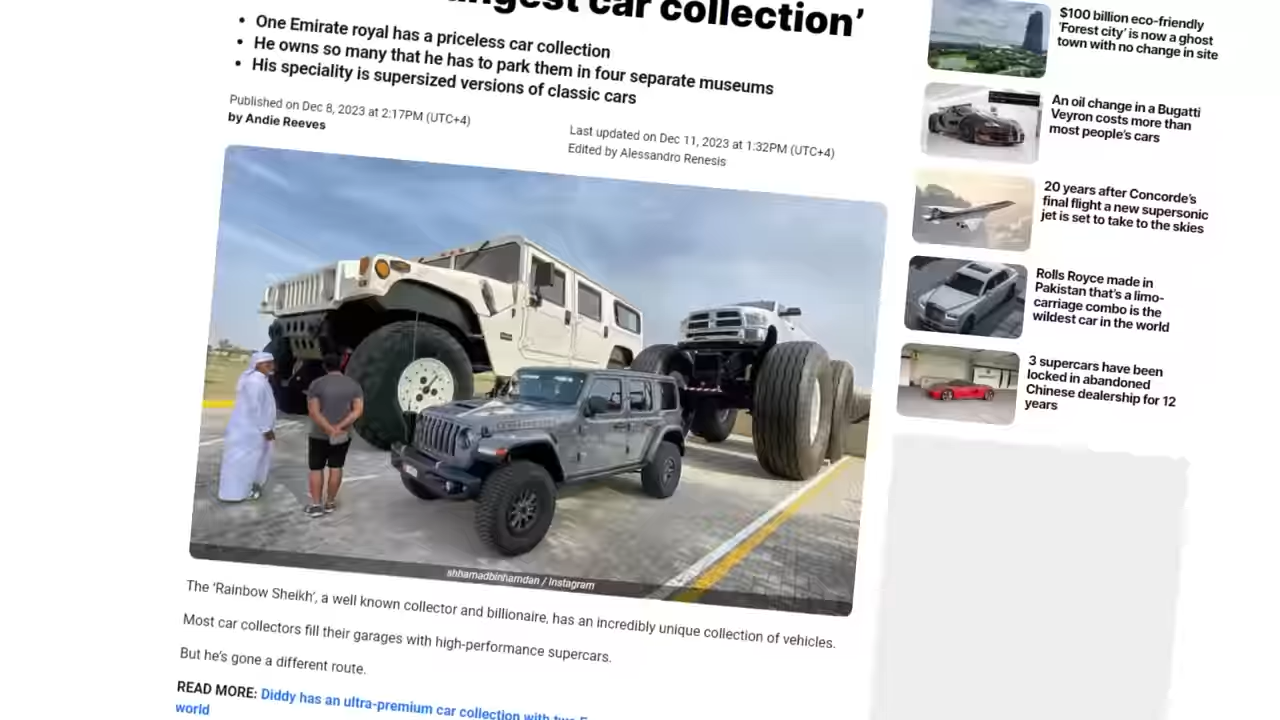 car collection’
• One Emirate royal has a priceless car collection
• He owns so many that he has to park them in four separate museums
• His speciality is supersized versions of classic cars
Published on Dec 8, 2023 at 2:17PM (UTC+4)
by Andie Reeves
Last updated on Dec 11, 2023 at 1:32PM (UTC+4)
Edited by Alessandro Renesis
shhamadbinhamdan / Instagram
The ‘Rainbow Sheikh’, a well known collector and billionaire, has an incredibly unique collection of vehicles.
Most car collectors fill their garages with high-performance supercars.
But he’s gone a different route.
READ MORE: Diddy has an ultra-premium car collection with two
world
$100 billion eco-friendly
‘Forest city’ is now a ghost
town with no change in site
An oil change in a Bugatti
Veyron costs more than
most people’s cars
20 years after Concorde’s
final flight a new supersonic
jet is set to take to the skies
Rolls Royce made in
Pakistan that’s a limo-
carriage combo is the
wildest car in the world
3 supercars have been
locked in abandoned
Chinese dealership for 12
years